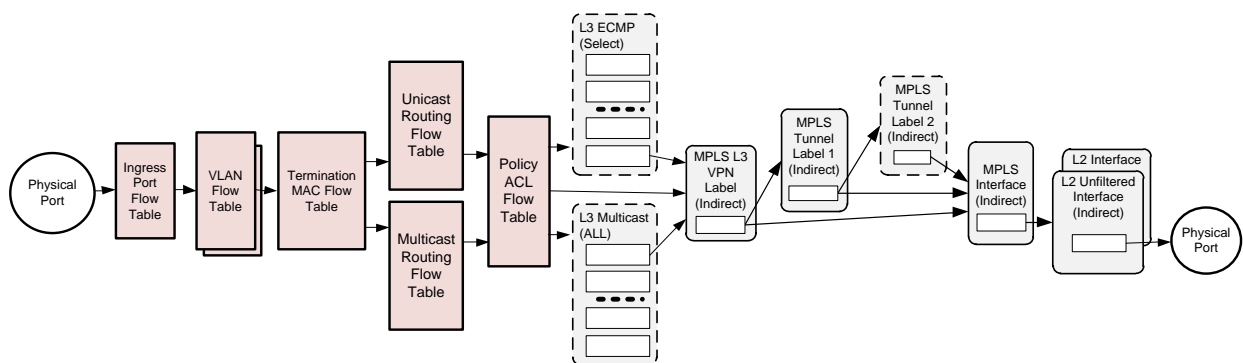 Physical
Port
Ingress
Port
Flow
Table
VLAN
Flow
Table
Termination
MAC Flow
Table
Unicast
Routing
Flow
Table
Multicast
Routing
Flow
Table
Policy
ACL
Flow
Table
L3 ECMP
(Select)
L3 Multicast
(ALL)
MPLS L3
VPN
Label
(Indirect)
MPLS
Tunnel
Label 1
(Indirect)
MPLS
Tunnel
Label 2
(Indirect)
MPLS
Interface
(Indirect)
L2 Interface
L2 Unfiltered
Interface
(Indirect)
Physical
Port